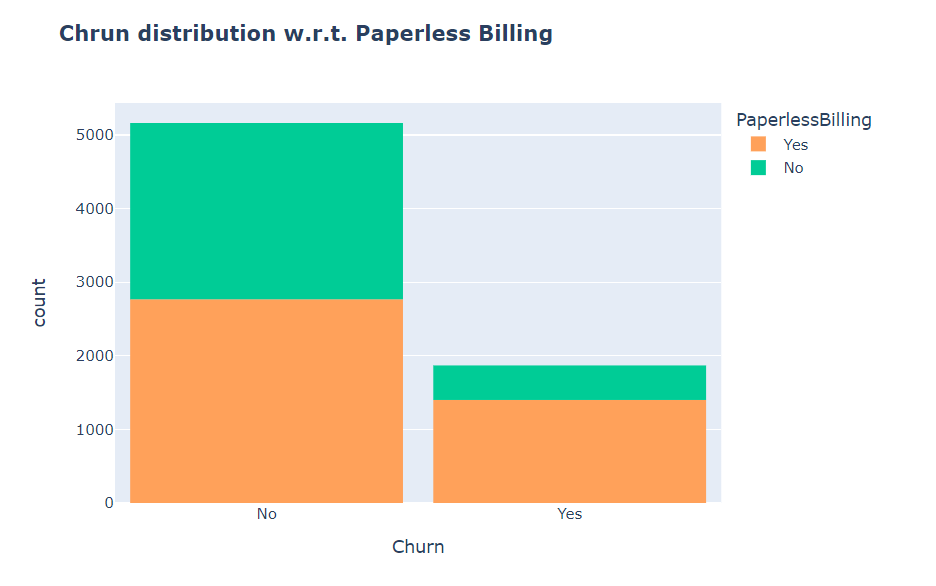 Chrun distribution w.r.t. Paperless Billing
PaperlessBilling
Yes
No
5000
4000
3000
2000
1000
0
count
No
Yes
Churn